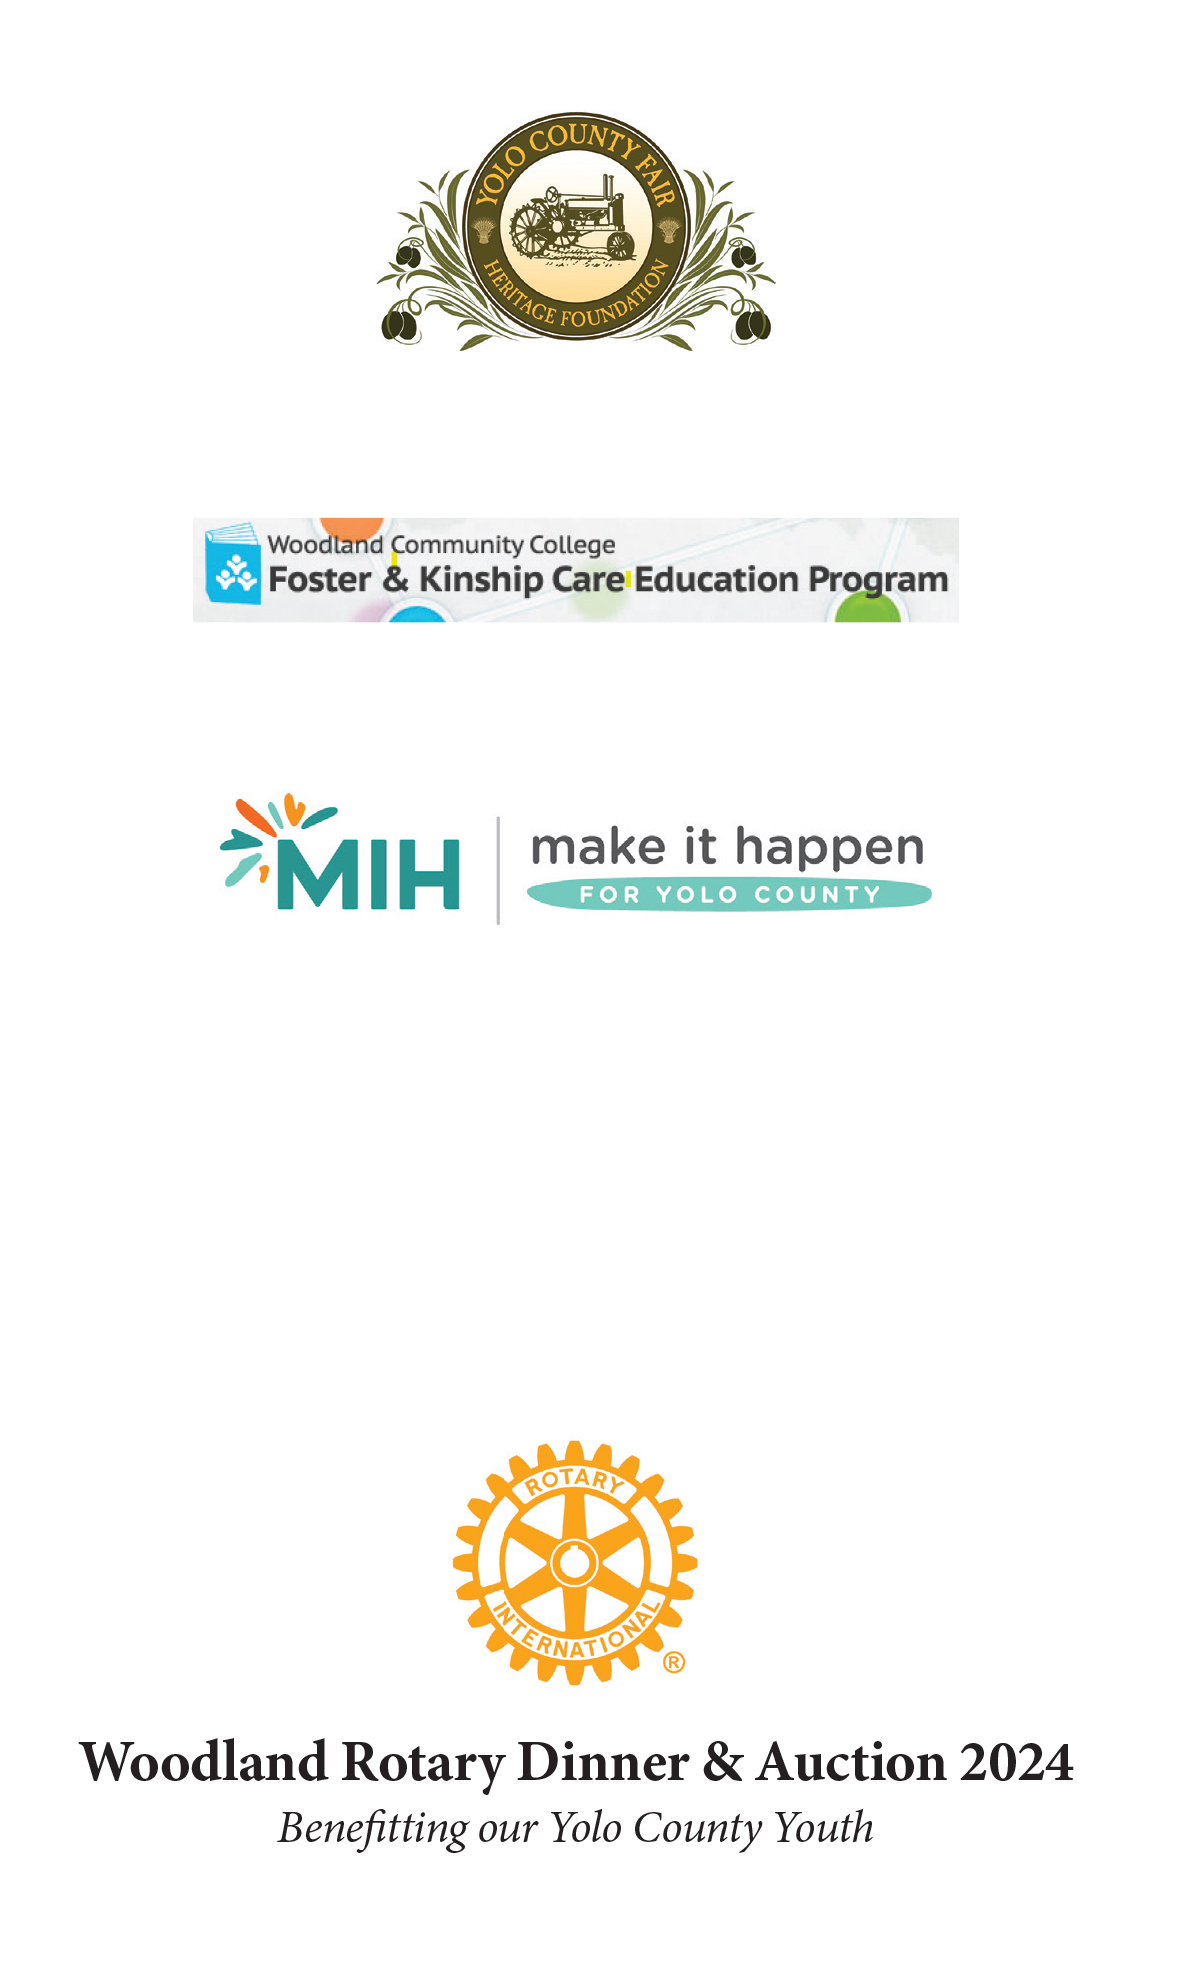 YOLO COUNTY FAIR
HERITAGE FOUNDATION
Woodland Community College
Foster & Kinship Care Education Program
MIH
make it happen
FOR YOLO COUNTY
ROTARY
INTERNATIONAL
®
Woodland Rotary Dinner & Auction 2024
Benefitting our Yolo County Youth